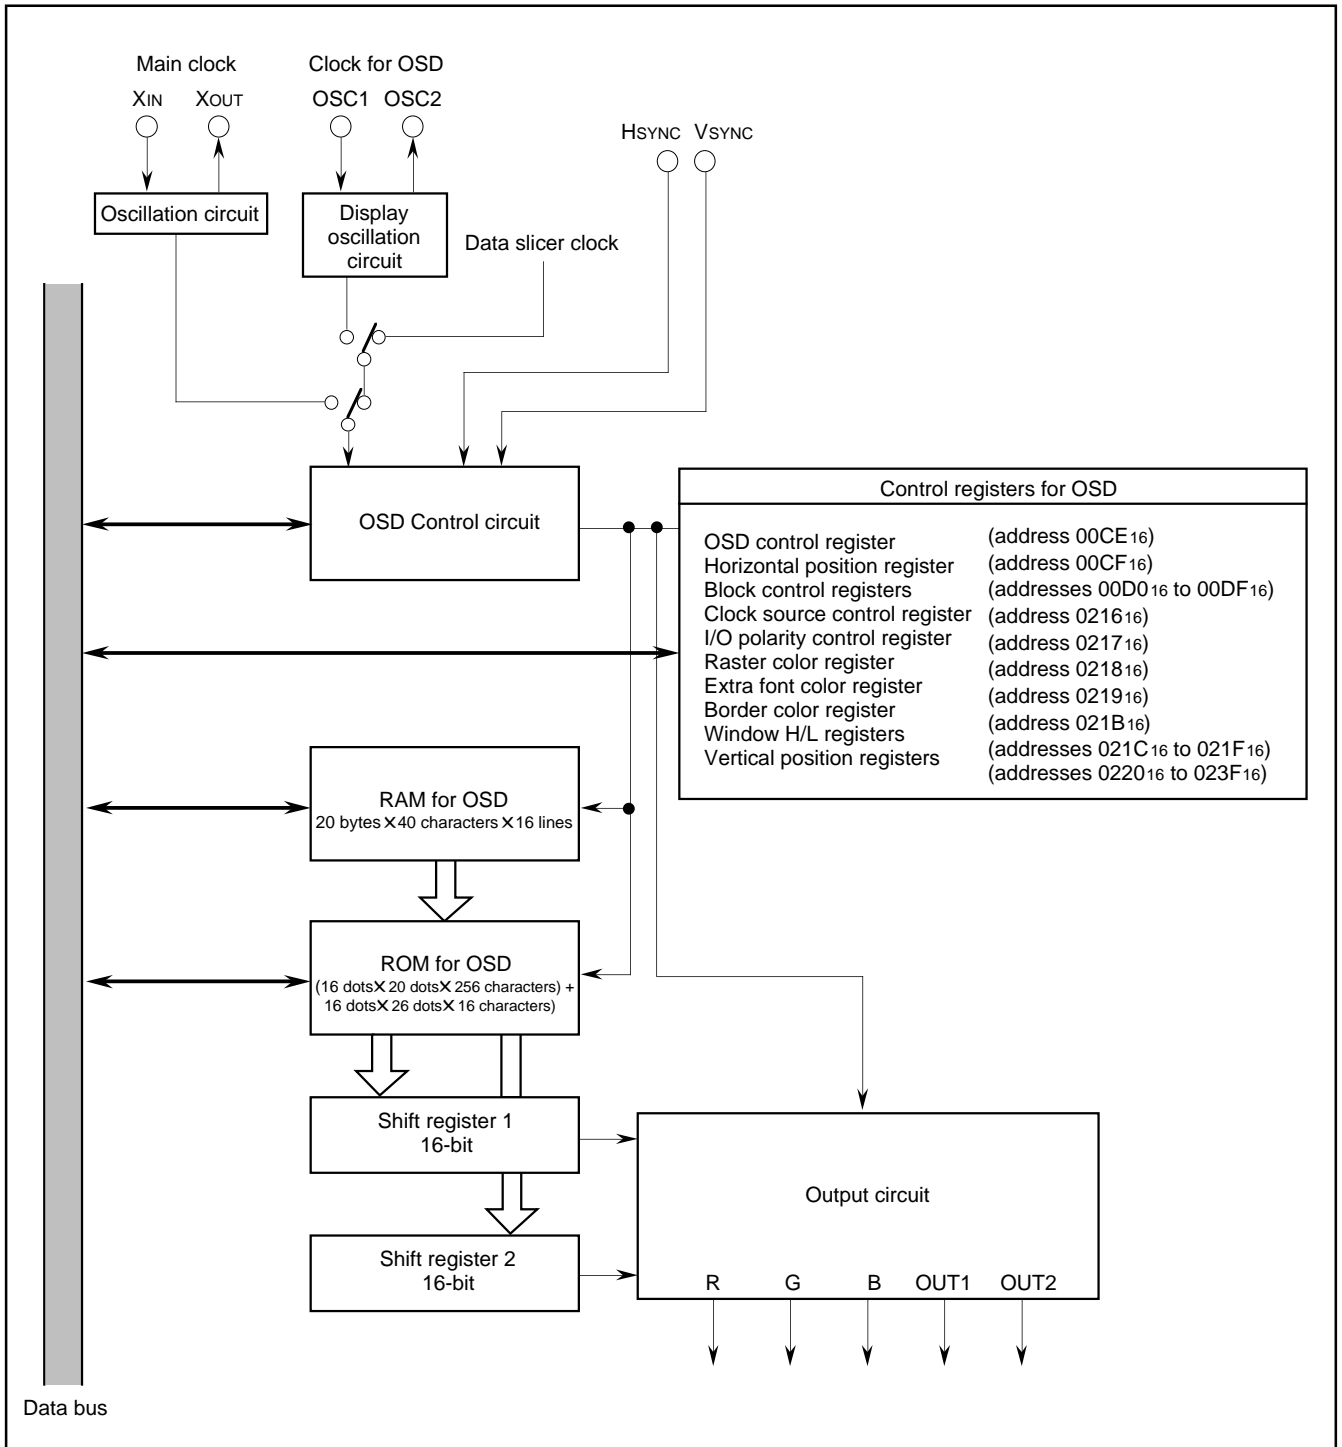 Main clock
Clock for OSD
XIN XOUT
OSC1 OSC2
HSYNC VSYNC
Oscillation circuit
Display
oscillation
circuit
Data slicer clock
OSD Control circuit
Control registers for OSD
OSD control register (address 00CE16)
Horizontal position register (address 00CF16)
Block control registers (addresses 00D016 to 00DF16)
Clock source control register (address 021616)
I/O polarity control register (address 021716)
Raster color register (address 021816)
Extra font color register (address 021916)
Border color register (address 021B16)
Window H/L registers (addresses 021C16 to 021F16)
Vertical position registers (addresses 022016 to 023F16)
RAM for OSD
20 bytes×40 characters×16 lines
ROM for OSD
(16 dots×20 dots×256 characters) +
16 dots×26 dots×16 characters)
Shift register 1
16-bit
Output circuit
Shift register 2
16-bit
R G B OUT1 OUT2
Data bus